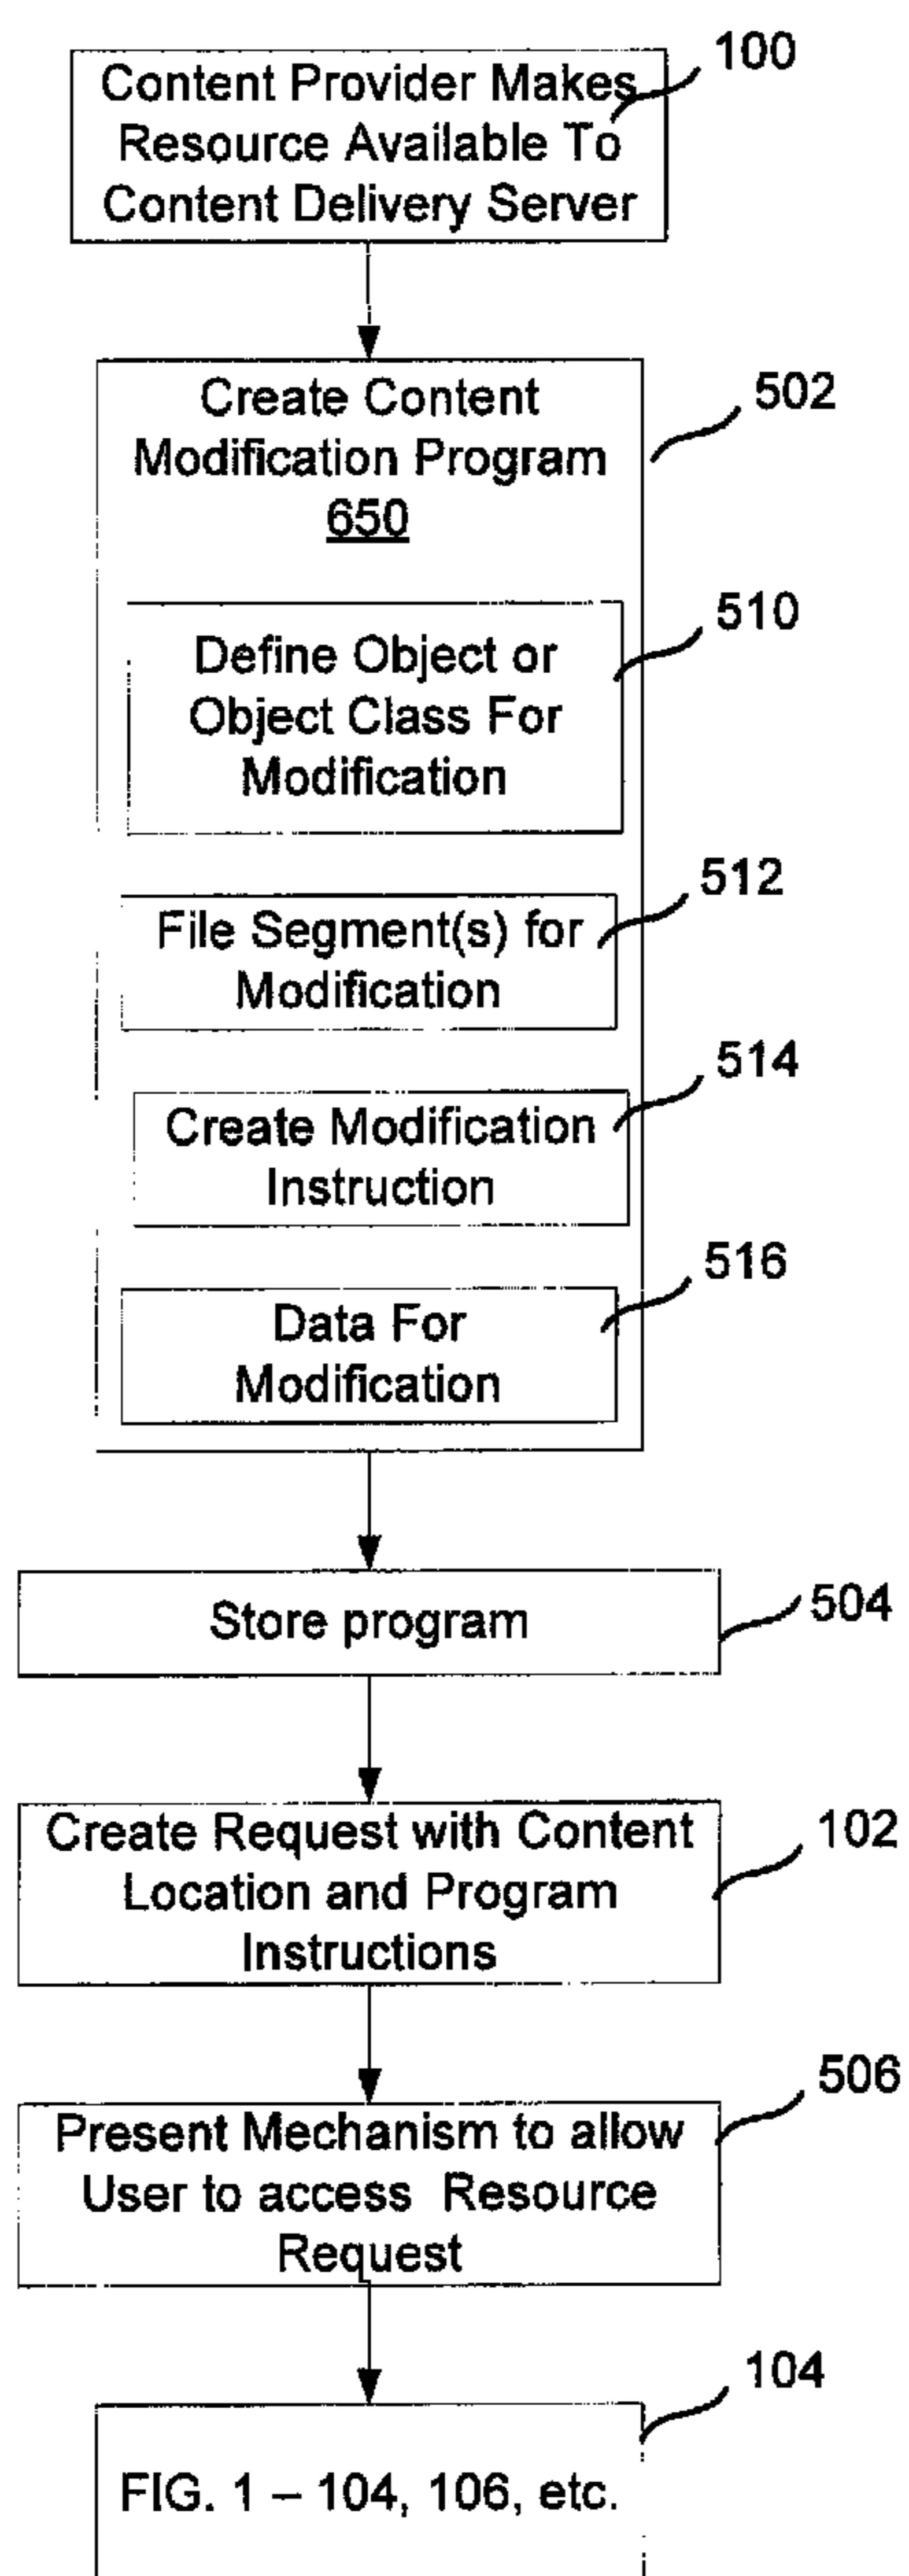 100
Content Provider Makes
Resource Available To
Content Delivery Server
502
Create Content
Modification Program
650
510
Define Object or
Object Class For
Modification
512
File Segment(s) for
Modification
514
Create Modification
Instruction
516
Data For
Modification
504
Store program
102
Create Request with Content
Location and Program
Instructions
506
Present Mechanism to allow
User to access Resource
Request
104
FIG. 1 – 104, 106, etc.